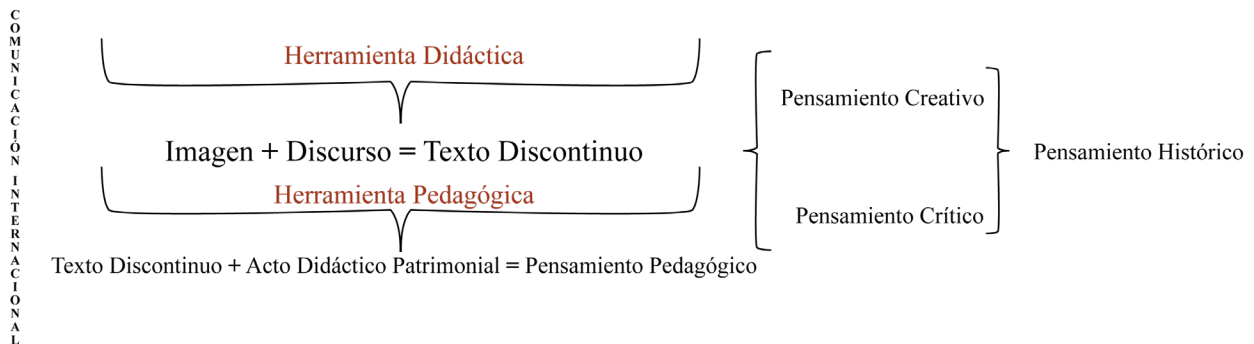 COMUNICACIÓN INTERNACIONAL
Herramienta Didáctica
Imagen + Discurso = Texto Discontinuo
Herramienta Pedagógica
Texto Discontinuo + Acto Didáctico Patrimonial = Pensamiento Pedagógico
Pensamiento Creativo
Pensamiento Crítico
Pensamiento Histórico